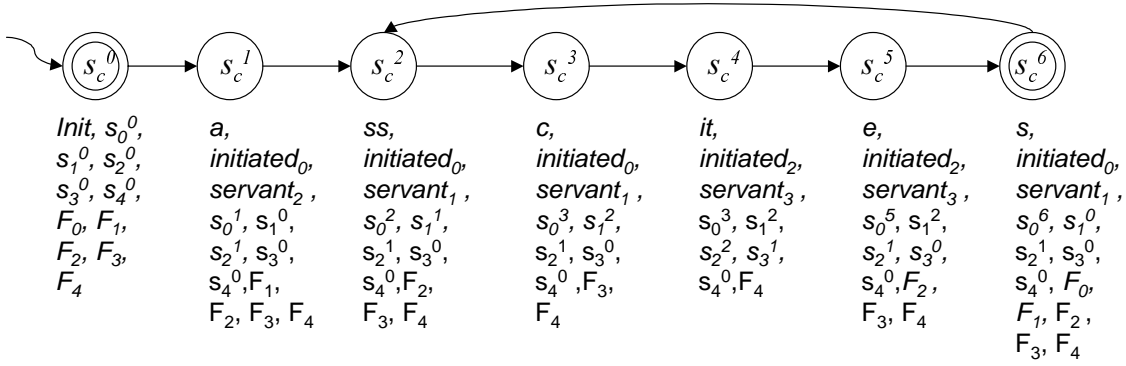 s_c^0
Init, s_0^0,
s_1^0, s_2^0,
s_3^0, s_4^0,
F_0, F_1,
F_2, F_3,
F_4
s_c^1
a,
initiated_0,
servant_2 ,
s_0^1, s_1^0,
s_2^1, s_3^0,
s_4^0,F_1,
F_2, F_3, F_4
s_c^2
ss,
initiated_0,
servant_1 ,
s_0^2, s_1^1,
s_2^1, s_3^0,
s_4^0,F_2,
F_3, F_4
s_c^3
c,
initiated_0,
servant_1 ,
s_0^3, s_1^2,
s_2^1, s_3^0,
s_4^0 ,F_3,
F_4
s_c^4
it,
initiated_2,
servant_3 ,
s_0^3, s_1^2,
s_2^2, s_3^1,
s_4^0,F_4
s_c^5
e,
initiated_2,
servant_3 ,
s_0^5, s_1^2,
s_2^1, s_3^0,
s_4^0,F_2 ,
F_3, F_4
s_c^6
s,
initiated_0,
servant_1 ,
s_0^6, s_1^0,
s_2^1, s_3^0,
s_4^0, F_0,
F_1, F_2 ,
F_3, F_4